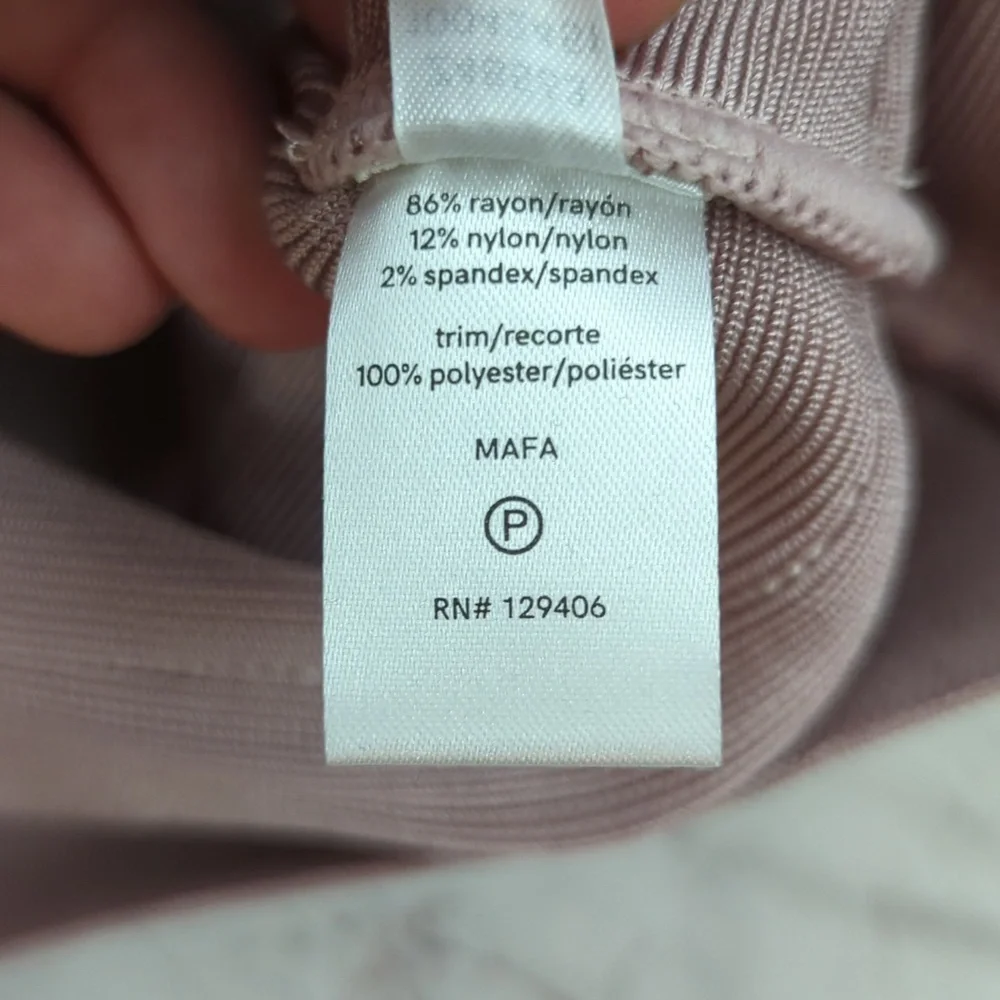 86% rayon/rayón
12% nylon/nylon
2% spandex/spandex
trim/recorte
100% polyester/poliéster
MAFA
P
RN# 129406